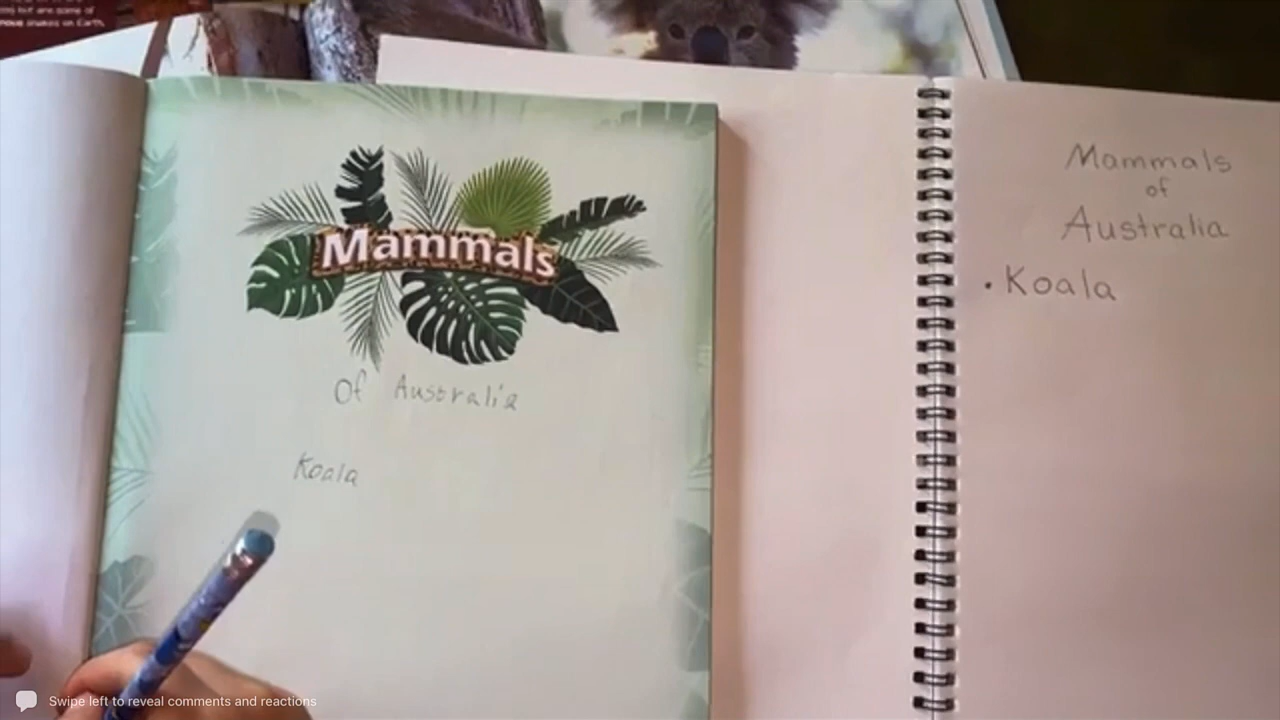 Mammals
Of Australia
Koala
Mammals
of
Australia
• Koala
Swipe left to reveal comments and reactions